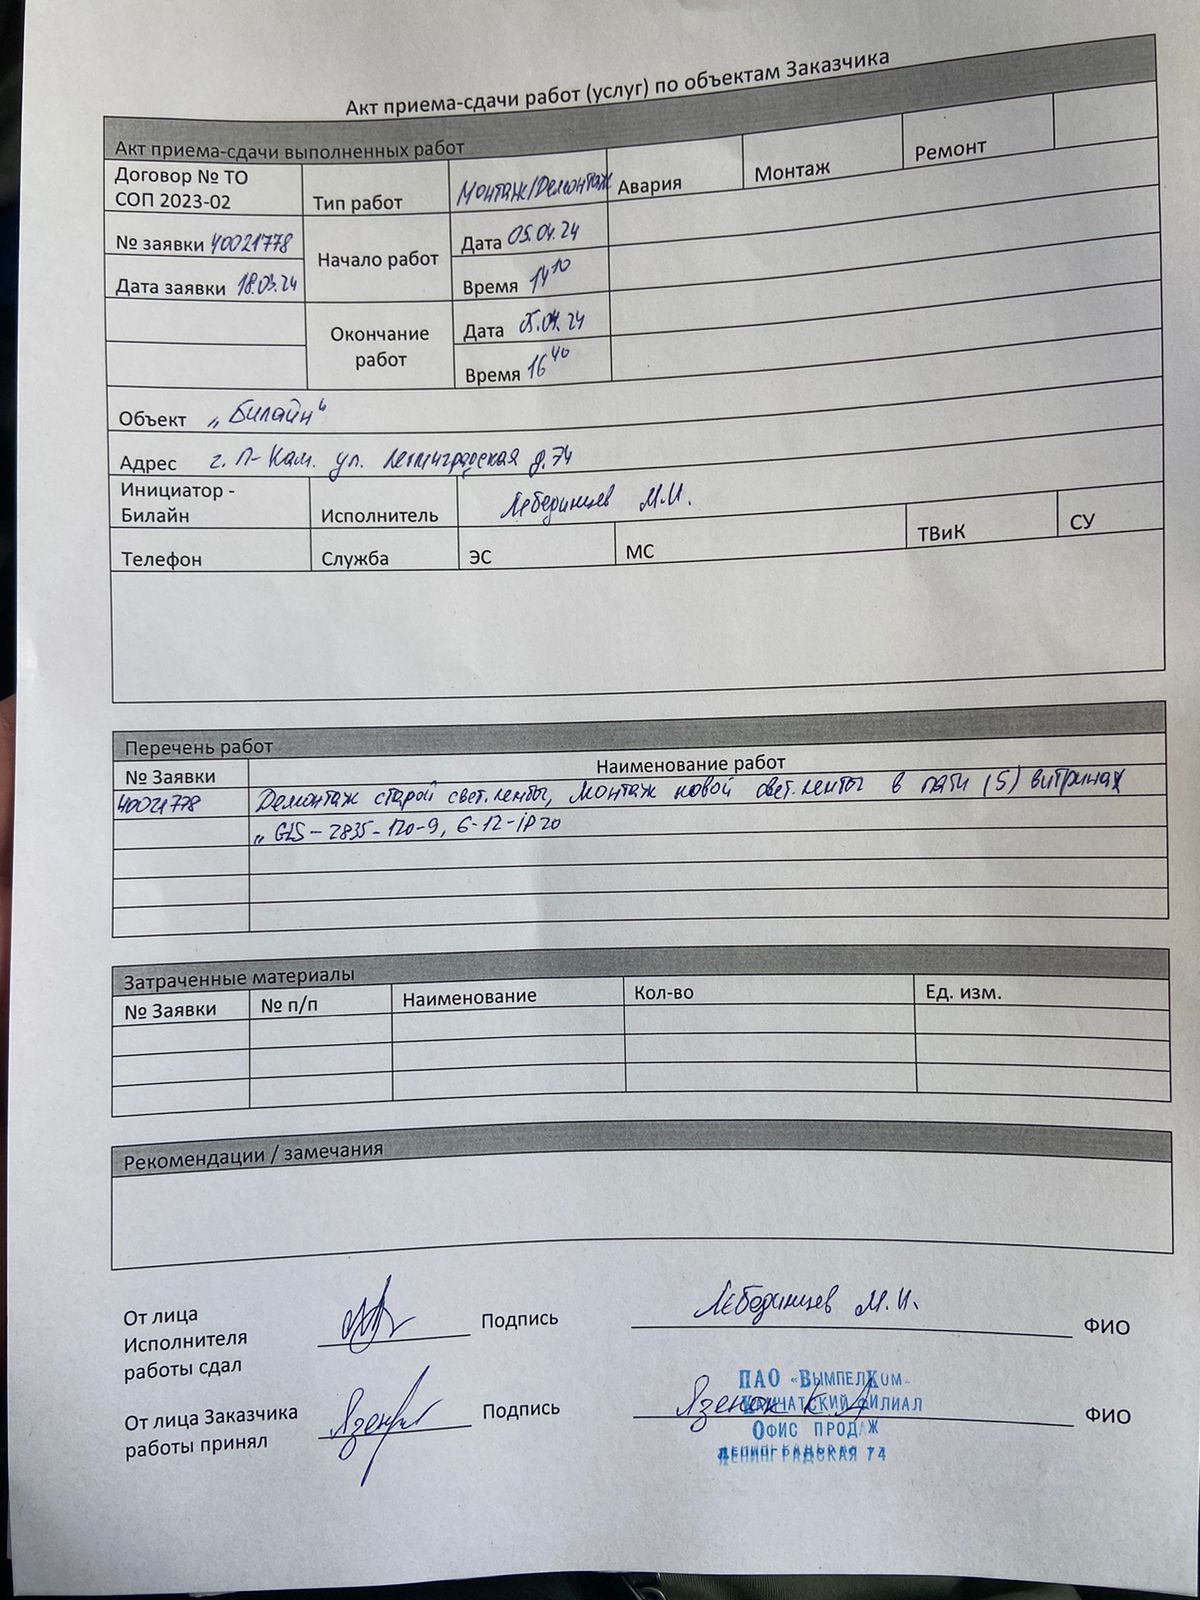 Акт приема-сдачи работ (услуг) по объектам Заказчика
Акт приема-сдачи выполненных работ
Договор № ТО
СОП 2023-02
Тип работ
Монтаж/Демонтаж
Авария
Монтаж
Ремонт
№ заявки 40021778
Начало работ
Дата 05.04.24
Дата заявки 18.03.24
Время 14 10
Окончание
работ
Дата 05.04.24
Время 16 40
Объект „Билайн“
Адрес г. П-Кам. ул. Ленинградская д.74
Инициатор -
Билайн
Исполнитель
Лебединцев М.И.
Телефон
Служба
ЭС
МС
ТВиК
СУ
Перечень работ
№ Заявки
Наименование работ
40021778
Демонтаж старой свет.ленты, Монтаж новой свет.ленты в пяти (5) витринах
„ GLS-2835-120-9,6-12-iP20
Затраченные материалы
№ Заявки
№ п/п
Наименование
Кол-во
Ед. изм.
Рекомендации / замечания
От лица
Исполнителя
работы сдал
Подпись
Лебединцев М.И.
ФИО
От лица Заказчика
работы принял
Подпись
Язенок К. А
ФИО
ПАО «ВымпелКом-
Камчатский филиал
Офис продаж
Ленинградская 74